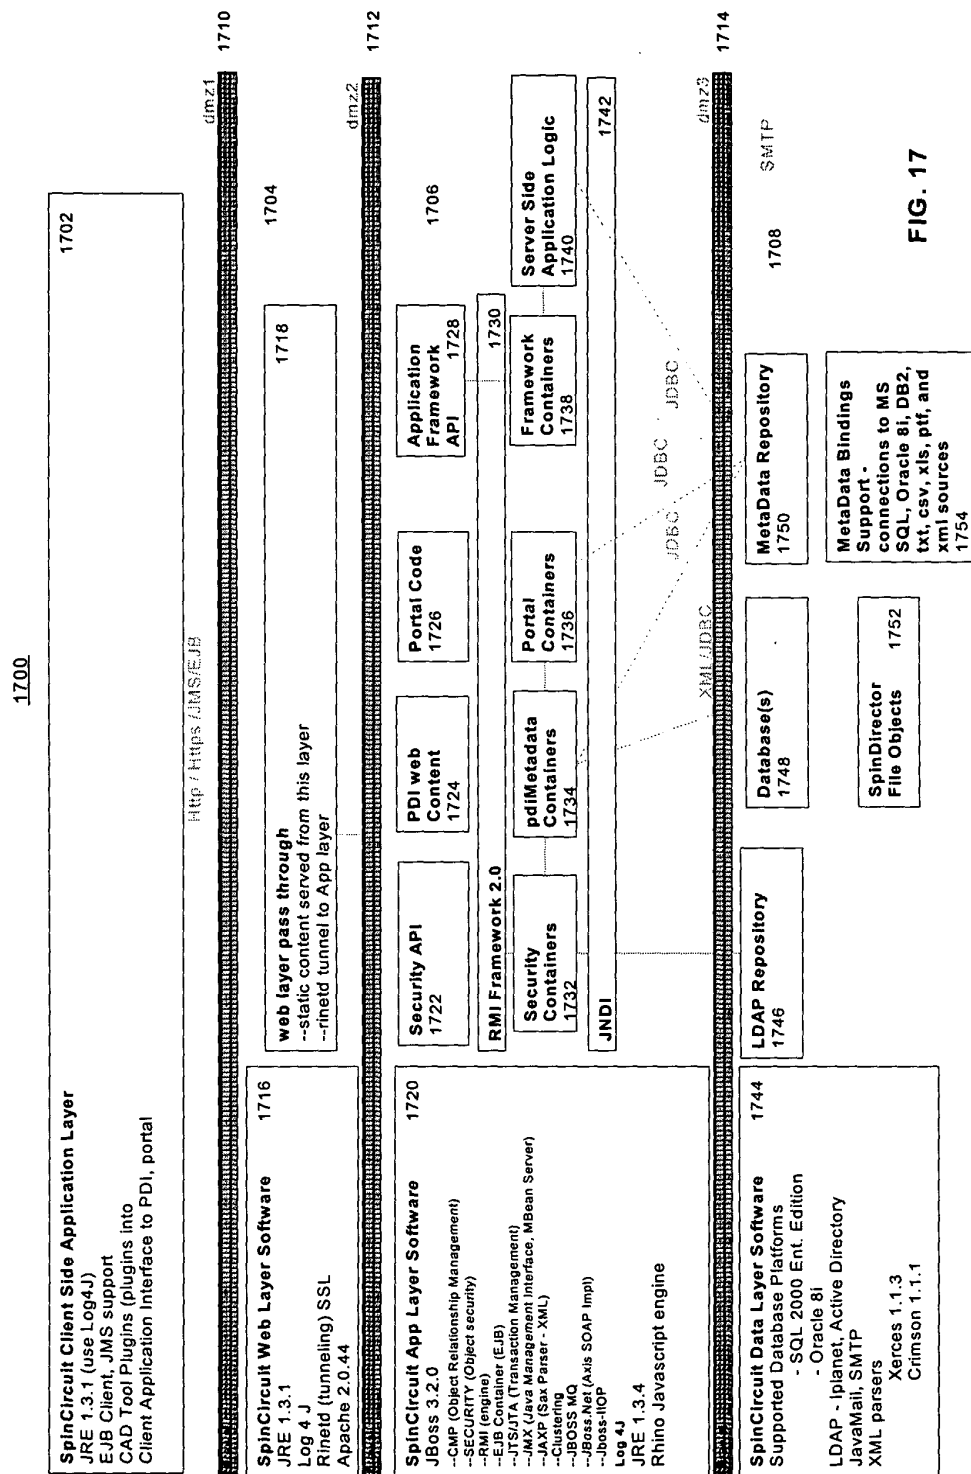 1700
SpinCircuit Client Side Application Layer
1702
JRE 1.3.1 (use Log4J)
EJB Client, JMS support
CAD Tool Plugins (plugins into
Client Application Interface to PDI, portal
Http / Https /JMS/EJB
dmz1
1710
SpinCircuit Web Layer Software
1716
JRE 1.3.1
Log 4 J
Rinetd (tunneling) SSL
Apache 2.0.44
web layer pass through
1718
--static content served from this layer
--rinetd tunnel to App layer
1704
dmz2
1712
SpinCircuit App Layer Software
1720
JBoss 3.2.0
--CMP (Object Relationship Management)
--SECURITY (Object security)
--RMI (engine)
--EJB Container (EJB)
--JTS/JTA (Transaction Management)
--JMX (Java Management Interface, MBean Server)
--JAXP (Sax Parser - XML)
--Clustering
--JBOSS MQ
--JBoss.Net (Axis SOAP Impl)
--Jboss-IIOP
Log 4J
JRE 1.3.4
Rhino Javascript engine
Security API
1722
PDI web
Content
1724
Portal Code
1726
Application
Framework
API 1728
1706
RMI Framework 2.0
1730
Security
Containers
1732
pdiMetadata
Containers
1734
Portal
Containers
1736
Framework
Containers
1738
Server Side
Application Logic
1740
JNDI
1742
XML/JDBC
JDBC
JDBC
JDBC
dmz3
1714
SpinCircuit Data Layer Software
1744
Supported Database Platforms
- SQL 2000 Ent. Edition
- Oracle 8i
LDAP - Iplanet, Active Directory
JavaMail, SMTP
XML parsers
Xerces 1.1.3
Crimson 1.1.1
LDAP Repository
1746
Database(s)
1748
MetaData Repository
1750
1708
SMTP
SpinDirector
File Objects 1752
MetaData Bindings
Support -
connections to MS
SQL, Oracle 8i, DB2,
txt, csv, xls, ptf, and
xml sources
1754
FIG. 17